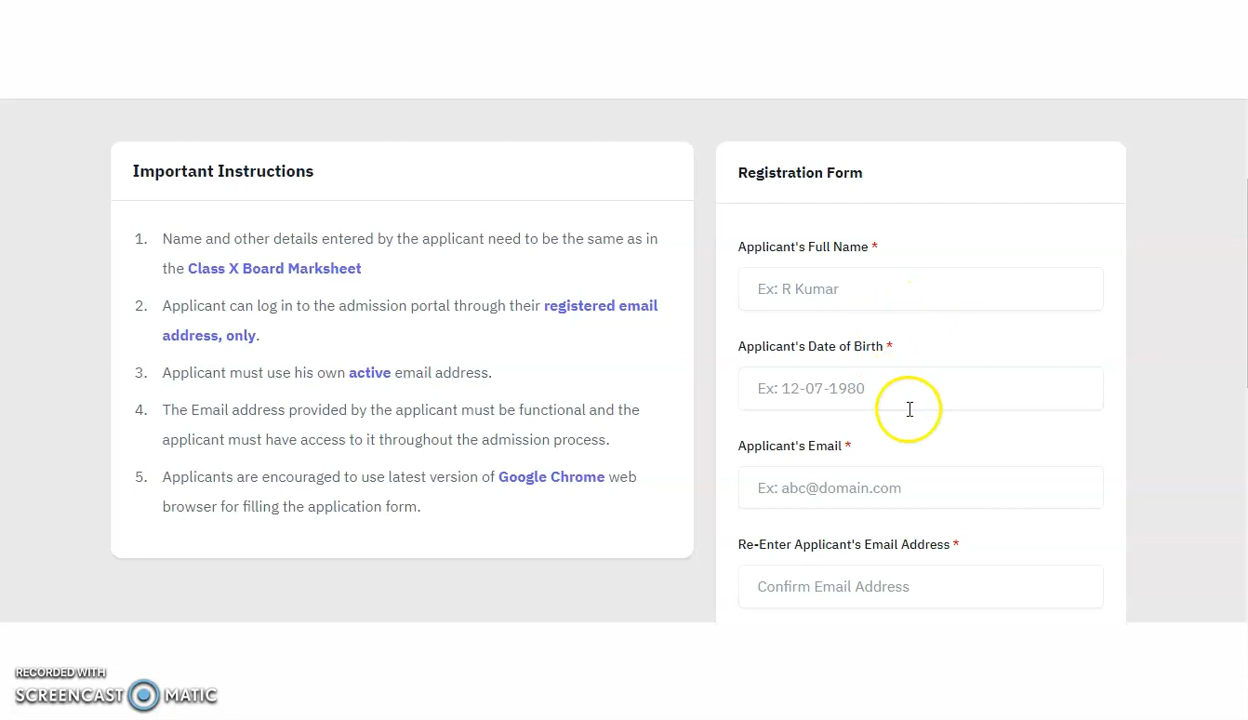 Important Instructions
1. Name and other details entered by the applicant need to be the same as in
the Class X Board Marksheet
2. Applicant can log in to the admission portal through their registered email
address, only.
3. Applicant must use his own active email address.
4. The Email address provided by the applicant must be functional and the
applicant must have access to it throughout the admission process.
5. Applicants are encouraged to use latest version of Google Chrome web
browser for filling the application form.
Registration Form
Applicant's Full Name *
Ex: R Kumar
Applicant's Date of Birth *
Ex: 12-07-1980
Applicant's Email *
Ex: abc@domain.com
Re-Enter Applicant's Email Address *
Confirm Email Address
RECORDED WITH
SCREENCAST MATIC